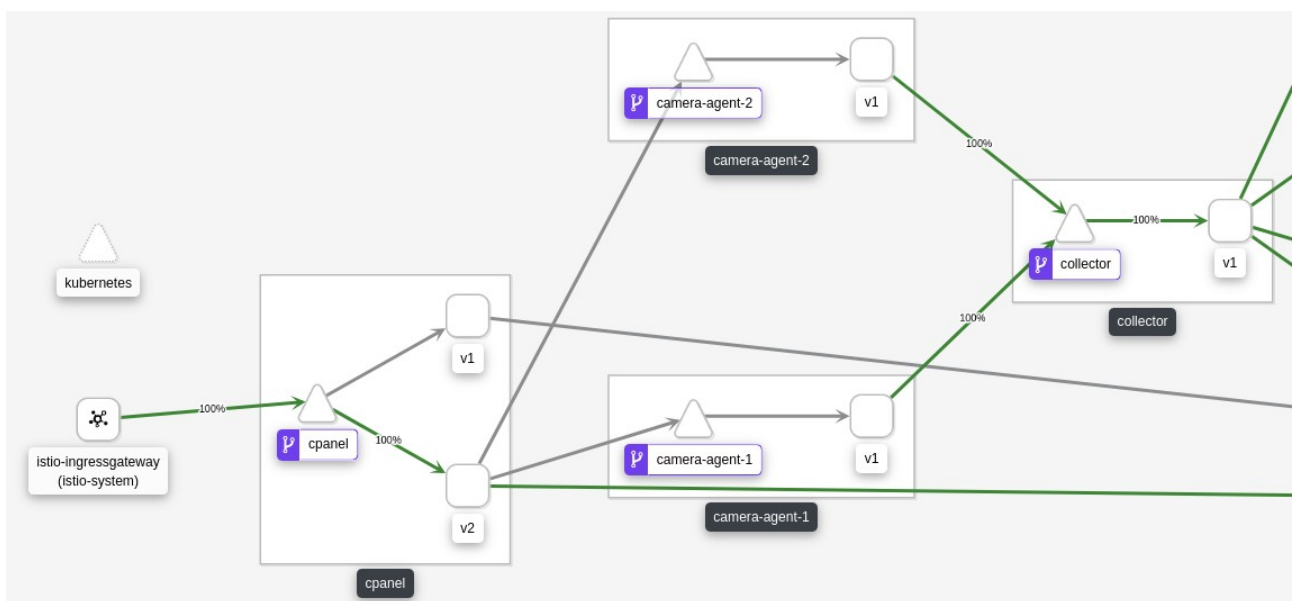 camera-agent-2
v1
camera-agent-2
100%
100%
collector
v1
collector
kubernetes
v1
100%
100%
cpanel
100%
istio-ingressgateway
(istio-system)
v2
cpanel
camera-agent-1
v1
camera-agent-1